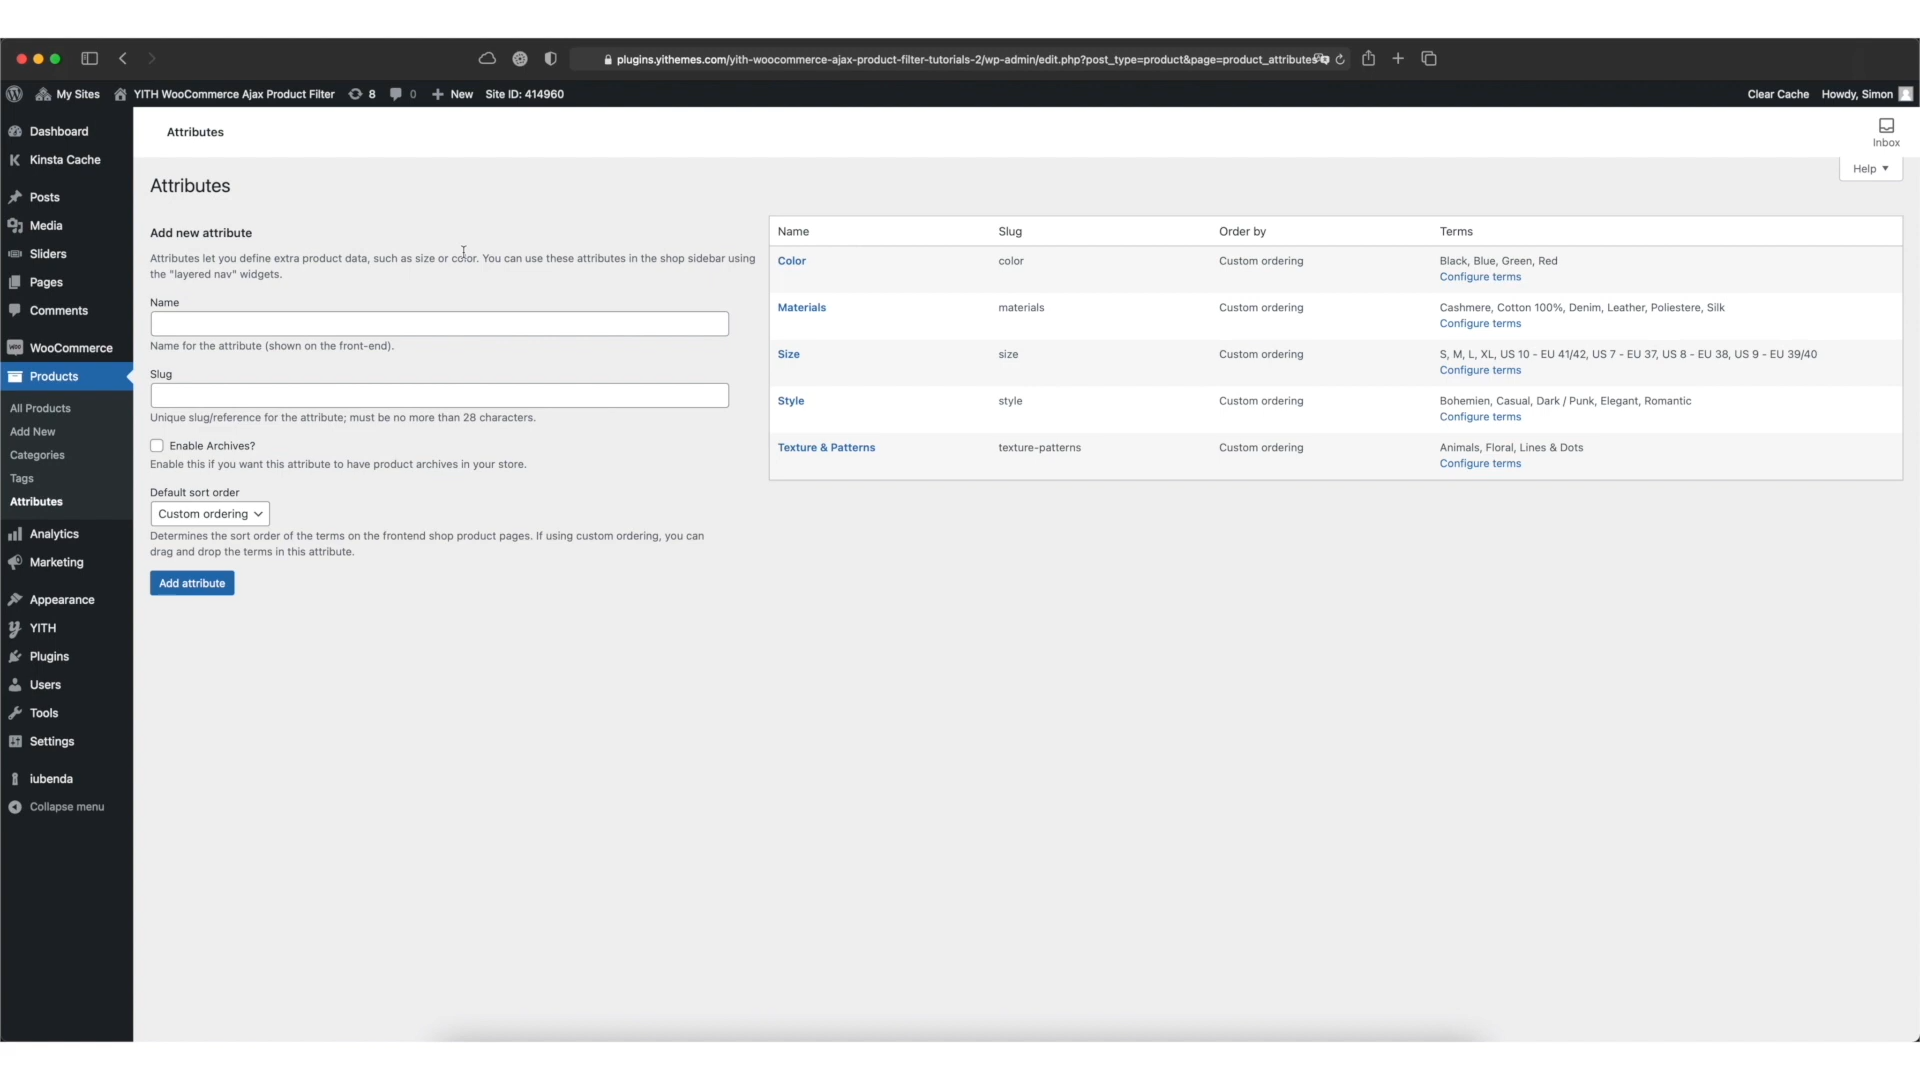 plugins.yithemes.com/yith-woocommerce-ajax-product-filter-tutorials-2/wp-admin/edit.php?post_type=product&page=product_attributes
My Sites
YITH WooCommerce Ajax Product Filter
8
0
New
Site ID: 414960
Clear Cache
Howdy, Simon
Dashboard
Kinsta Cache
Posts
Media
Sliders
Pages
Comments
WooCommerce
Products
All Products
Add New
Categories
Tags
Attributes
Analytics
Marketing
Appearance
YITH
Plugins
Users
Tools
Settings
iubenda
Collapse menu
Attributes
Inbox
Help
Attributes
Add new attribute
Attributes let you define extra product data, such as size or color. You can use these attributes in the shop sidebar using
the "layered nav" widgets.
Name
Name for the attribute (shown on the front-end).
Slug
Unique slug/reference for the attribute; must be no more than 28 characters.
Enable Archives?
Enable this if you want this attribute to have product archives in your store.
Default sort order
Custom ordering
Determines the sort order of the terms on the frontend shop product pages. If using custom ordering, you can
drag and drop the terms in this attribute.
Add attribute
Name Slug Order by Terms
Color color Custom ordering Black, Blue, Green, Red
Configure terms
Materials materials Custom ordering Cashmere, Cotton 100%, Denim, Leather, Poliestere, Silk
Configure terms
Size size Custom ordering S, M, L, XL, US 10 - EU 41/42, US 7 - EU 37, US 8 - EU 38, US 9 - EU 39/40
Configure terms
Style style Custom ordering Bohemien, Casual, Dark / Punk, Elegant, Romantic
Configure terms
Texture & Patterns texture-patterns Custom ordering Animals, Floral, Lines & Dots
Configure terms